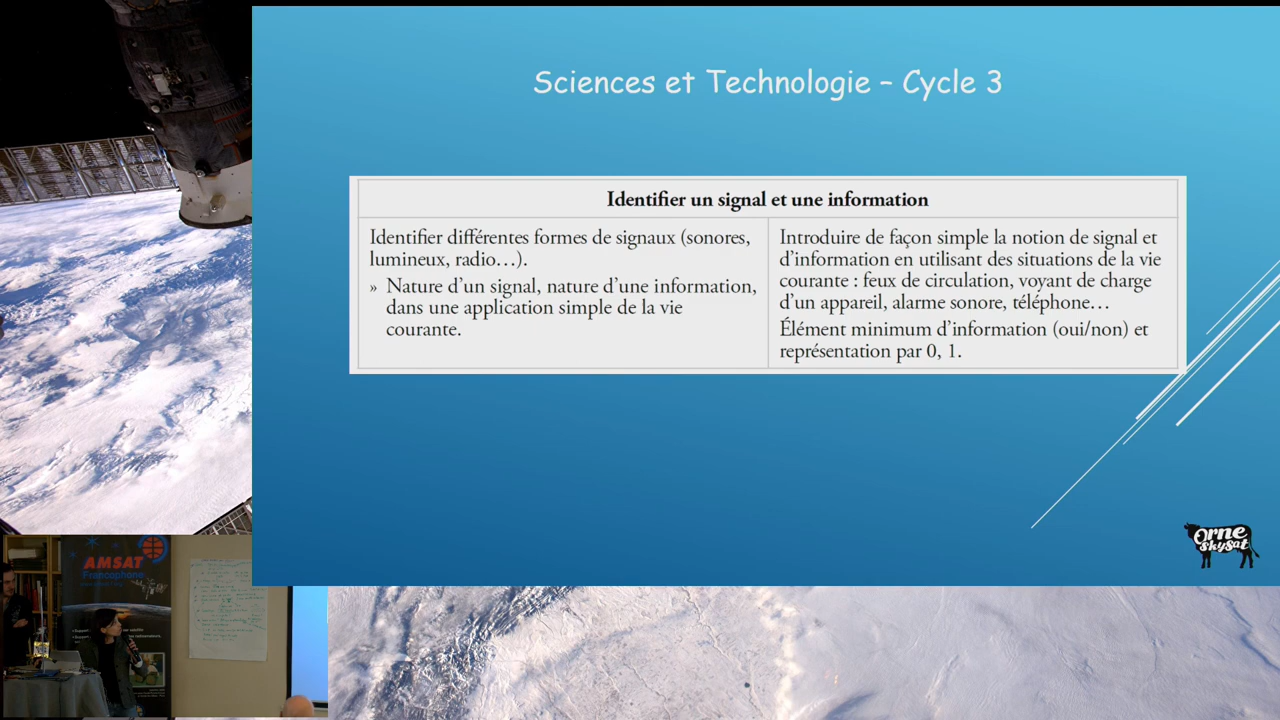 Sciences et Technologie – Cycle 3
Identifier un signal et une information
Identifier différentes formes de signaux (sonores,
lumineux, radio…).
» Nature d’un signal, nature d’une information,
dans une application simple de la vie
courante.
Introduire de façon simple la notion de signal et
d’information en utilisant des situations de la vie
courante : feux de circulation, voyant de charge
d’un appareil, alarme sonore, téléphone…
Élément minimum d’information (oui/non) et
représentation par 0, 1.
Orne
SkySat
AMSAT
Francophone